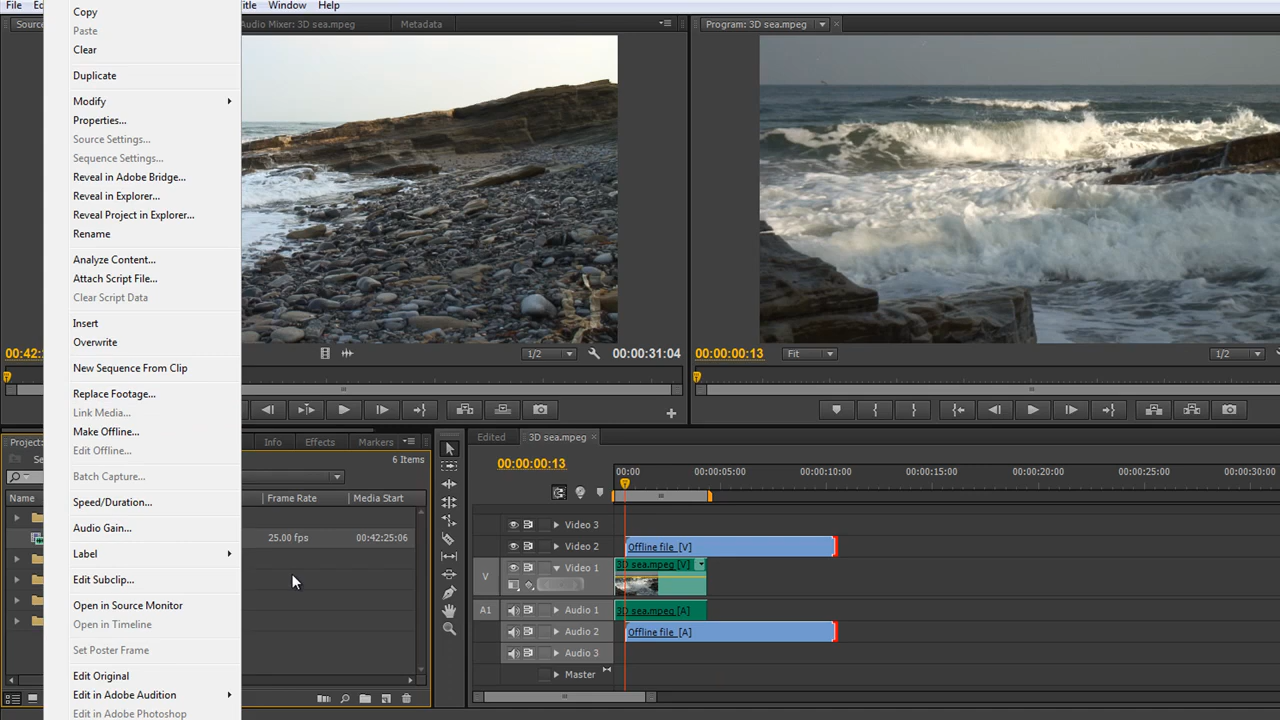 File Ed itle Window Help
Source Audio Mixer: 3D sea.mpeg Metadata Program: 3D sea.mpeg
Copy
Paste
Clear
Duplicate
Modify
Properties...
Source Settings...
Sequence Settings...
Reveal in Adobe Bridge...
Reveal in Explorer...
Reveal Project in Explorer...
Rename
Analyze Content...
Attach Script File...
Clear Script Data
Insert
Overwrite
New Sequence From Clip
Replace Footage...
Link Media...
Make Offline...
Edit Offline...
Batch Capture...
Speed/Duration...
Audio Gain...
Label
Edit Subclip...
Open in Source Monitor
Open in Timeline
Set Poster Frame
Edit Original
Edit in Adobe Audition
Edit in Adobe Photoshop
00:42: 1/2 00:00:31:04 00:00:00:13 Fit 1/2
Project: Info Effects Markers
Se 6 Items
Name Frame Rate Media Start
25.00 fps 00:42:25:06
Edited 3D sea.mpeg
00:00:00:13 00:00 00:00:05:00 00:00:10:00 00:00:15:00 00:00:20:00 00:00:25:00 00:00:30:00
Video 3
Video 2 Offline file [V]
V Video 1 3D sea.mpeg [V]
A1 Audio 1 3D sea.mpeg [A]
Audio 2 Offline file [A]
Audio 3
Master